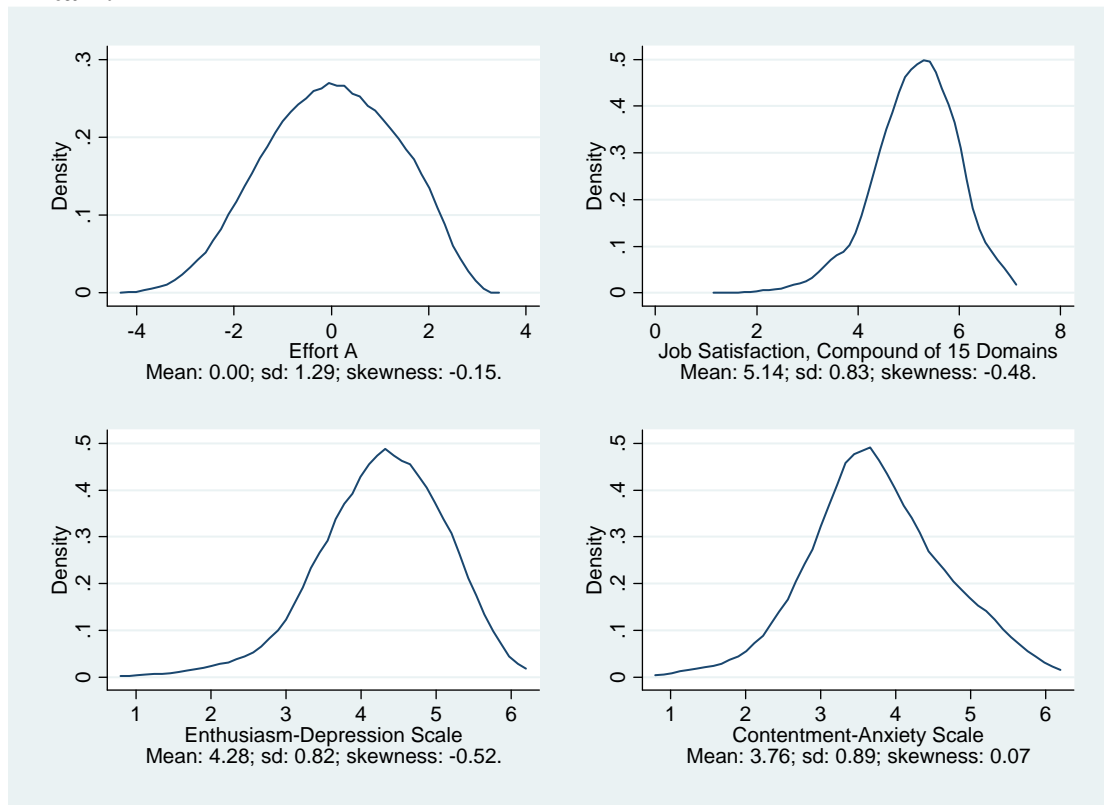 .3
.2
.1
0
Density
-4 -2 0 2 4
Effort A
Mean: 0.00; sd: 1.29; skewness: -0.15.
.5
.4
.3
.2
.1
0
Density
0 2 4 6 8
Job Satisfaction, Compound of 15 Domains
Mean: 5.14; sd: 0.83; skewness: -0.48.
.5
.4
.3
.2
.1
0
Density
1 2 3 4 5 6
Enthusiasm-Depression Scale
Mean: 4.28; sd: 0.82; skewness: -0.52.
.5
.4
.3
.2
.1
0
Density
1 2 3 4 5 6
Contentment-Anxiety Scale
Mean: 3.76; sd: 0.89; skewness: 0.07